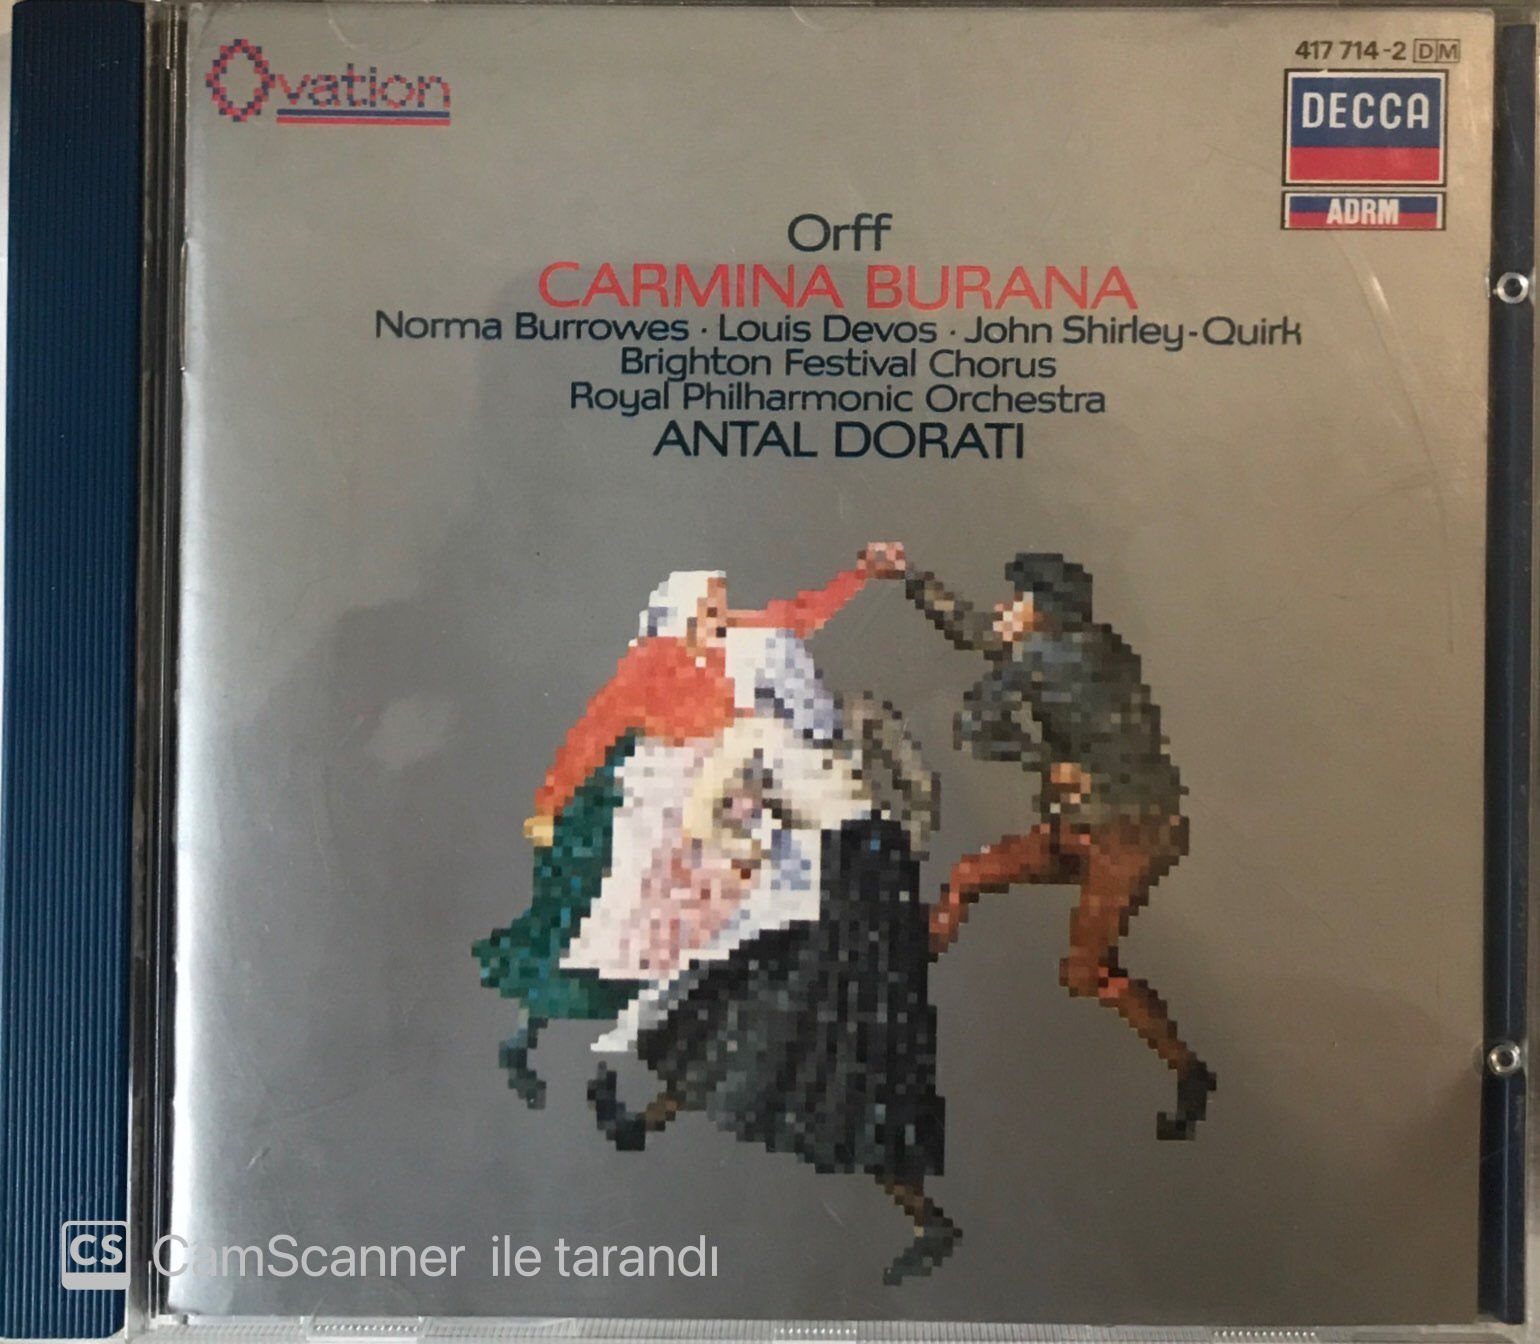 Ovation
417 714-2 DM
DECCA
ADRM
Orff
CARMINA BURANA
Norma Burrowes · Louis Devos · John Shirley-Quirk
Brighton Festival Chorus
Royal Philharmonic Orchestra
ANTAL DORATI
CS CamScanner ile tarandı